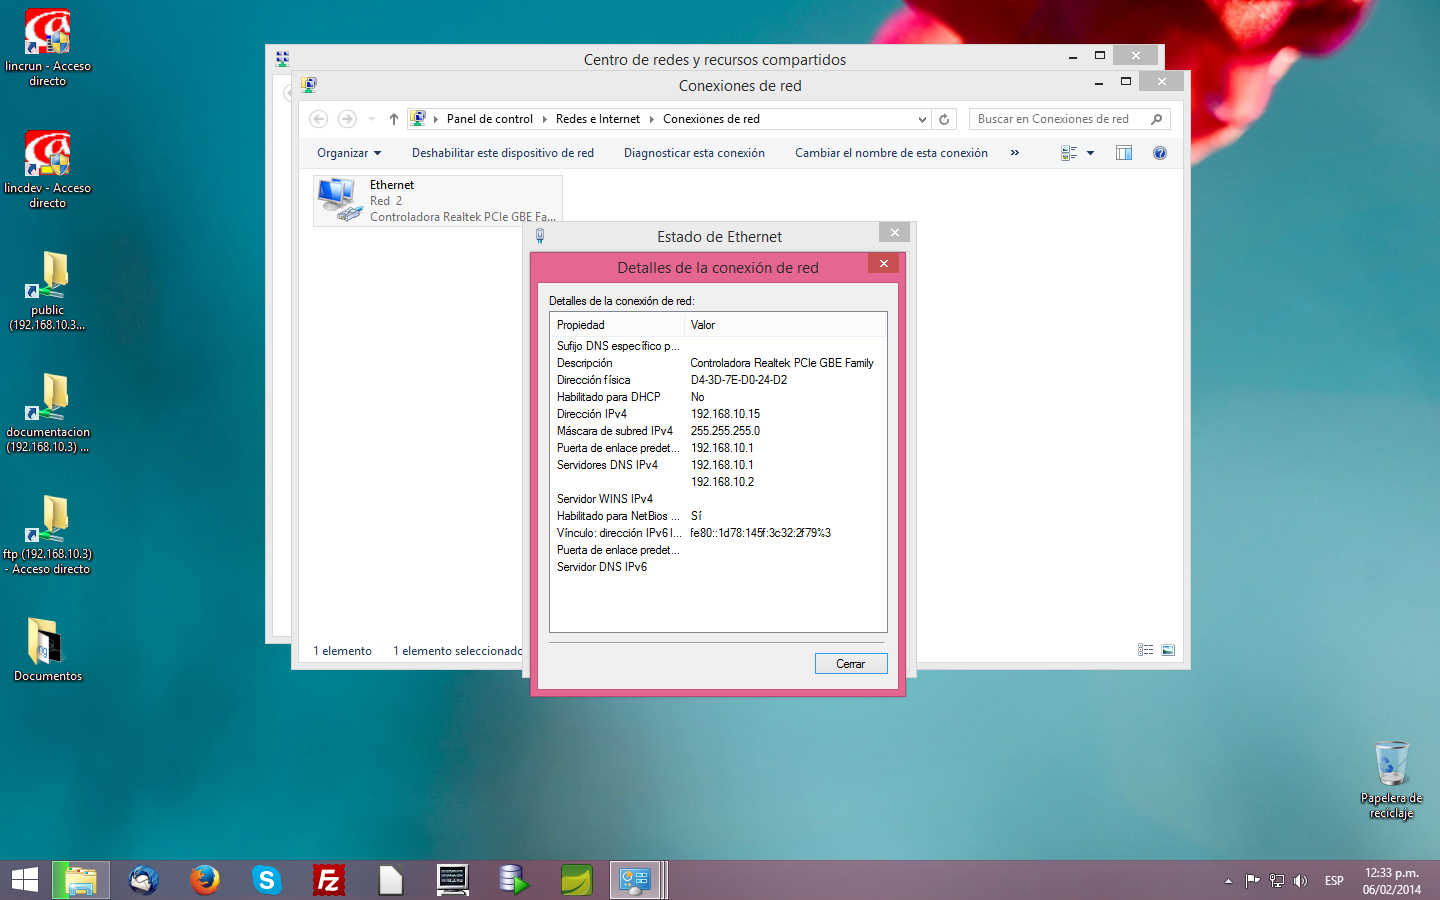 lincrun - Acceso
directo
lincdev - Acceso
directo
public
(192.168.10.3...
documentacion
(192.168.10.3) ...
ftp (192.168.10.3)
- Acceso directo
Documentos
Centro de redes y recursos compartidos
Conexiones de red
Panel de control
Redes e Internet
Conexiones de red
Buscar en Conexiones de red
Organizar
Deshabilitar este dispositivo de red
Diagnosticar esta conexión
Cambiar el nombre de esta conexión
»
Ethernet
Red 2
Controladora Realtek PCIe GBE Fa...
Estado de Ethernet
Detalles de la conexión de red
Detalles de la conexión de red:
Propiedad Valor
Sufijo DNS específico p...
Descripción Controladora Realtek PCIe GBE Family
Dirección física D4-3D-7E-D0-24-D2
Habilitado para DHCP No
Dirección IPv4 192.168.10.15
Máscara de subred IPv4 255.255.255.0
Puerta de enlace predet... 192.168.10.1
Servidores DNS IPv4 192.168.10.1
192.168.10.2
Servidor WINS IPv4
Habilitado para NetBios ... Sí
Vínculo: dirección IPv6 l... fe80::1d78:145f:3c32:2f79%3
Puerta de enlace predet...
Servidor DNS IPv6
Cerrar
1 elemento
1 elemento seleccionado
Papelera de
reciclaje
ESP
12:33 p.m.
06/02/2014